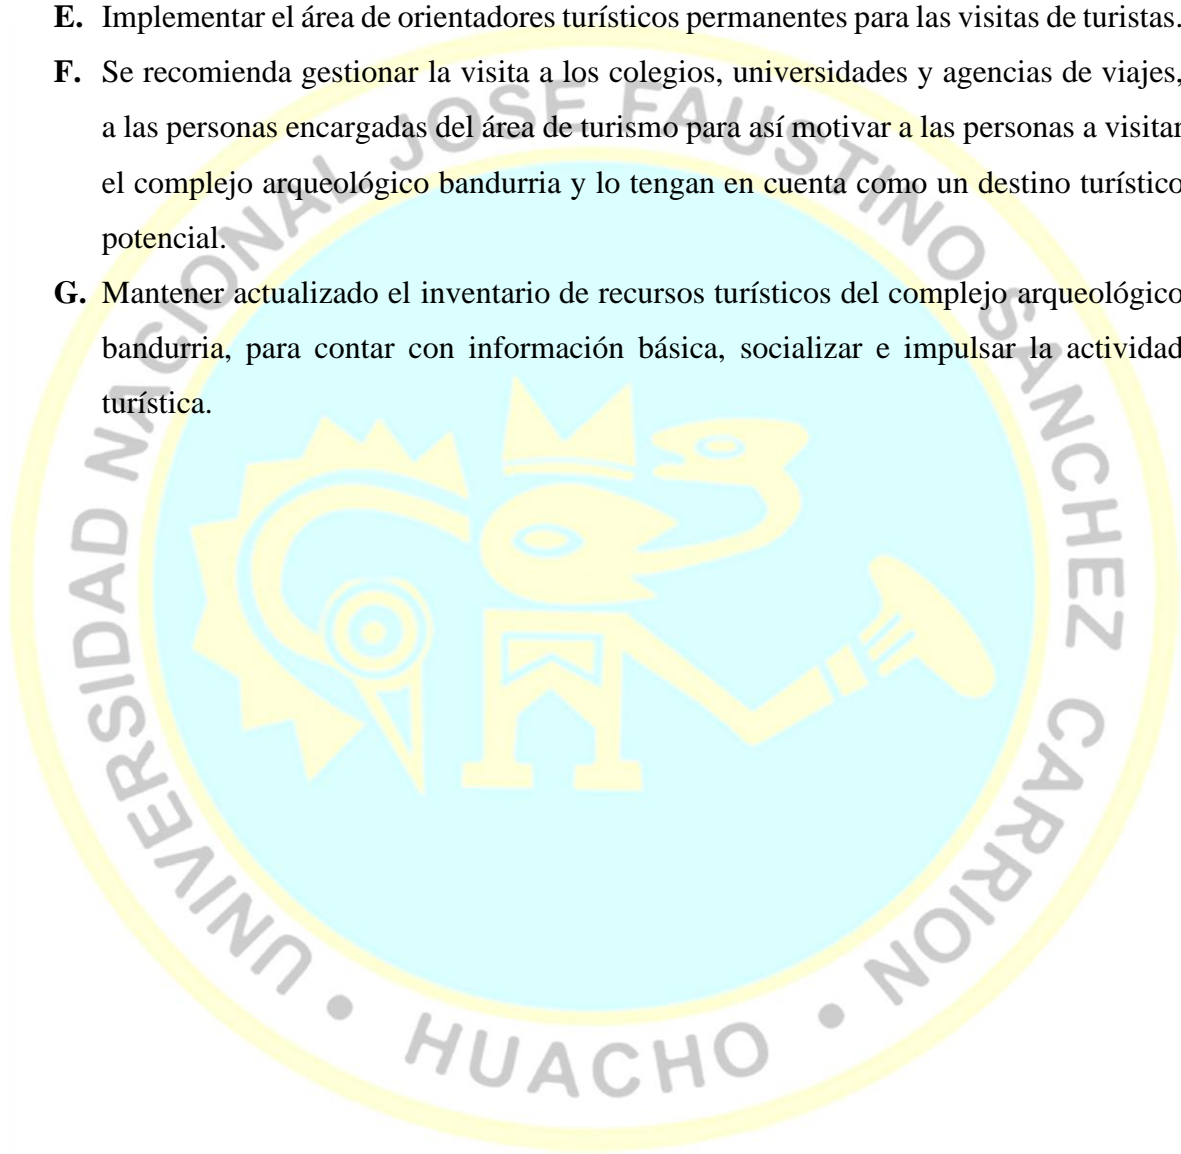 E. Implementar el área de orientadores turísticos permanentes para las visitas de turistas.
F. Se recomienda gestionar la visita a los colegios, universidades y agencias de viajes,
a las personas encargadas del área de turismo para así motivar a las personas a visitar
el complejo arqueológico bandurria y lo tengan en cuenta como un destino turístico
potencial.
G. Mantener actualizado el inventario de recursos turísticos del complejo arqueológico
bandurria, para contar con información básica, socializar e impulsar la actividad
turística.
UNIVERSIDAD NACIONAL JOSE FAUSTINO SANCHEZ CARRION
• HUACHO •